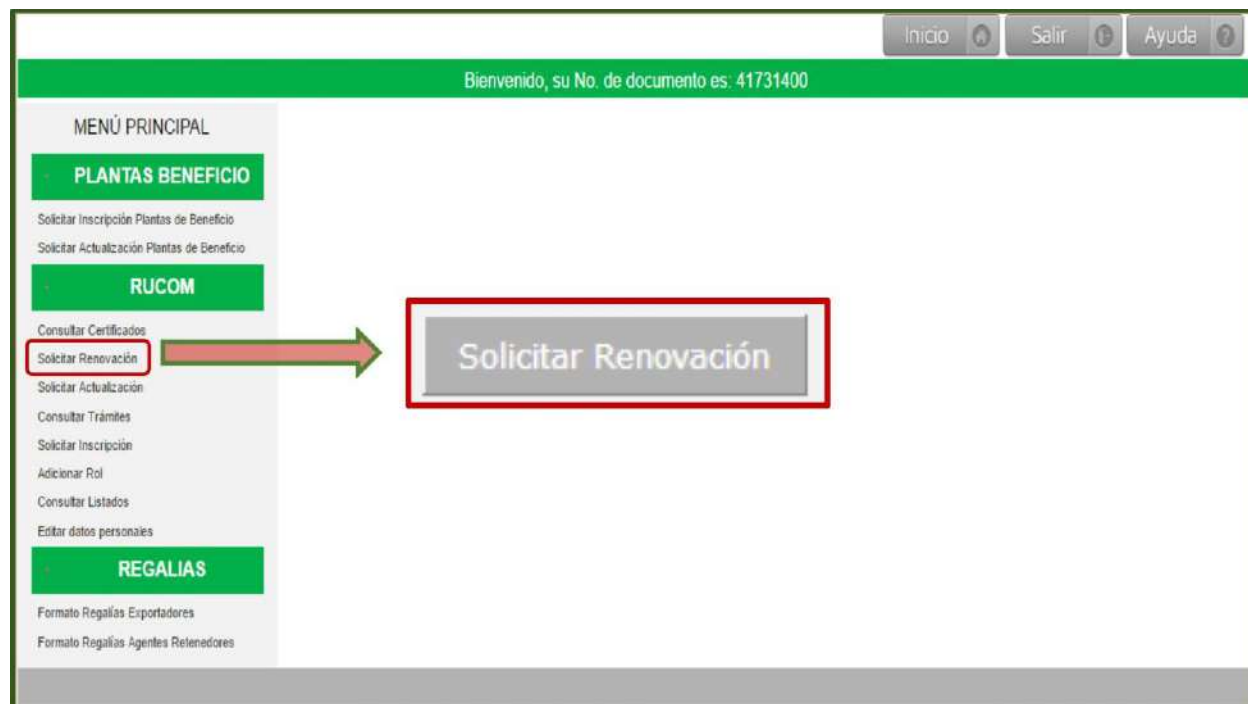 Inicio
Salir
Ayuda
Bienvenido, su No. de documento es: 41731400
MENÚ PRINCIPAL
PLANTAS BENEFICIO
Solicitar Inscripción Plantas de Beneficio
Solicitar Actualización Plantas de Beneficio
RUCOM
Consultar Certificados
Solicitar Renovación
Solicitar Actualización
Consultar Trámites
Solicitar Inscripción
Adicionar Rol
Consultar Listados
Editar datos personales
REGALIAS
Formato Regalías Exportadores
Formato Regalías Agentes Retenedores
Solicitar Renovación